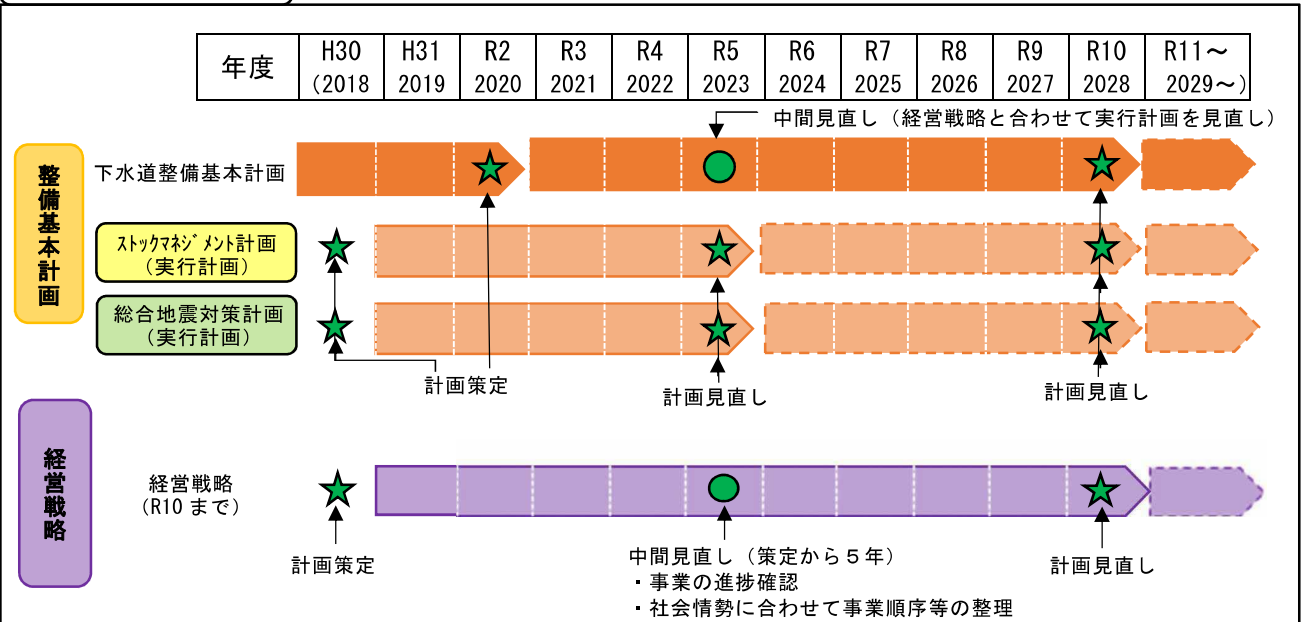 年度 H30 H31 R2 R3 R4 R5 R6 R7 R8 R9 R10 R11～
(2018 2019 2020 2021 2022 2023 2024 2025 2026 2027 2028 2029～)
中間見直し（経営戦略と合わせて実行計画を見直し）
整備基本計画
下水道整備基本計画
ｽﾄｯｸﾏﾈｼﾞﾒﾝﾄ計画
(実行計画)
総合地震対策計画
(実行計画)
計画策定
計画見直し
計画見直し
経営戦略
経営戦略
(R10 まで)
計画策定
中間見直し（策定から５年）
・事業の進捗確認
・社会情勢に合わせて事業順序等の整理
計画見直し